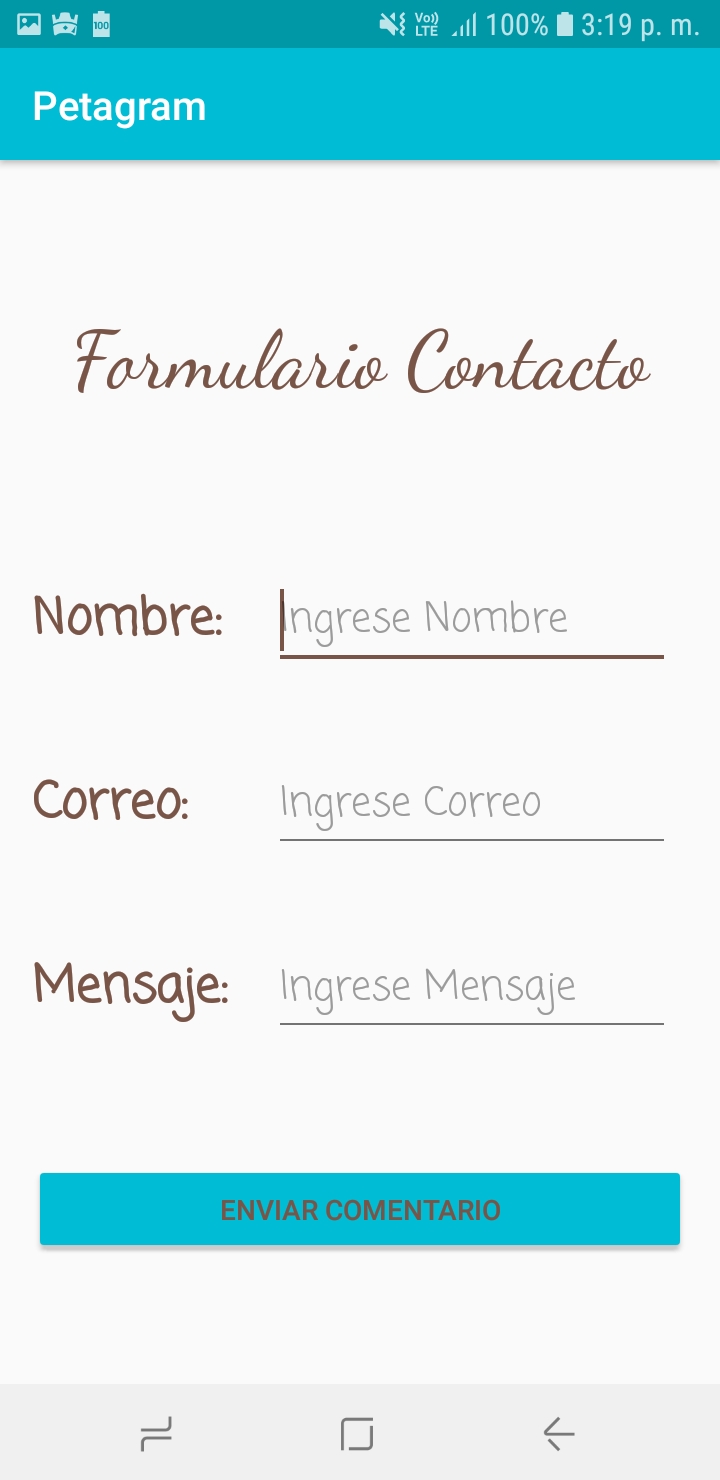 100 Vo)) LTE 100% 3:19 p. m.
Petagram
Formulario Contacto
Nombre: Ingrese Nombre
Correo: Ingrese Correo
Mensaje: Ingrese Mensaje
ENVIAR COMENTARIO